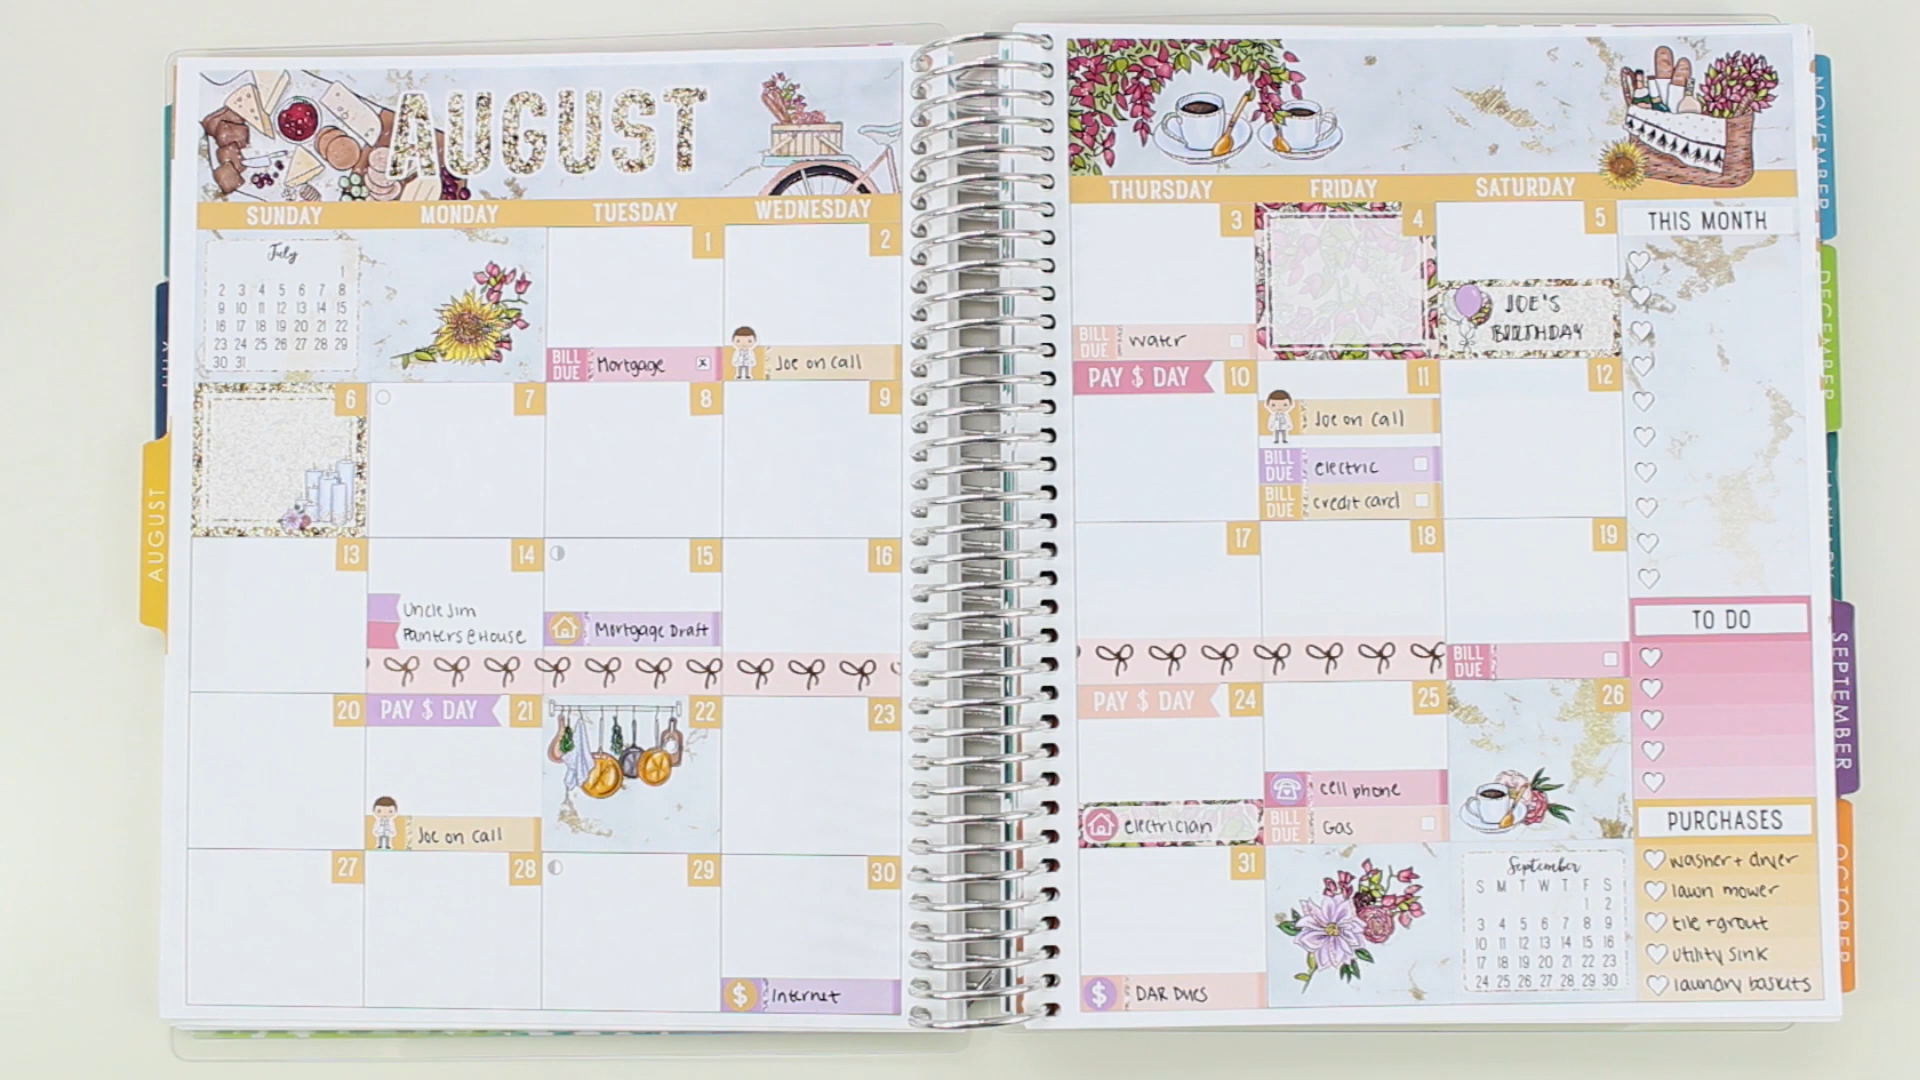 AUGUST
SUNDAY MONDAY TUESDAY WEDNESDAY
THURSDAY FRIDAY SATURDAY
July
1
2 3 4 5 6 7 8
9 10 11 12 13 14 15
16 17 18 19 20 21 22
23 24 25 26 27 28 29
30 31
1
BILL DUE Mortgage x
2
Joe on call
3
BILL DUE water
4
5
JOE'S
BIRTHDAY
6
7
8
9
PAY $ DAY 10
11
Joe on call
BILL DUE electric
BILL DUE credit card
12
13
14
Uncle Jim
Painters @ House
15
Mortgage Draft
16
17
18
19
BILL DUE
20
PAY $ DAY 21
Joe on call
22
23
PAY $ DAY 24
electrician
25
cell phone
BILL DUE Gas
26
27
28
29
30
Internet
31
DAR Dues
September
S M T W T F S
1 2
3 4 5 6 7 8 9
10 11 12 13 14 15 16
17 18 19 20 21 22 23
24 25 26 27 28 29 30
THIS MONTH
TO DO
PURCHASES
washer + dryer
lawn mower
tile + grout
utility sink
laundry baskets
AUGUST
NOVEMBER
DECEMBER
SEPTEMBER
OCTOBER